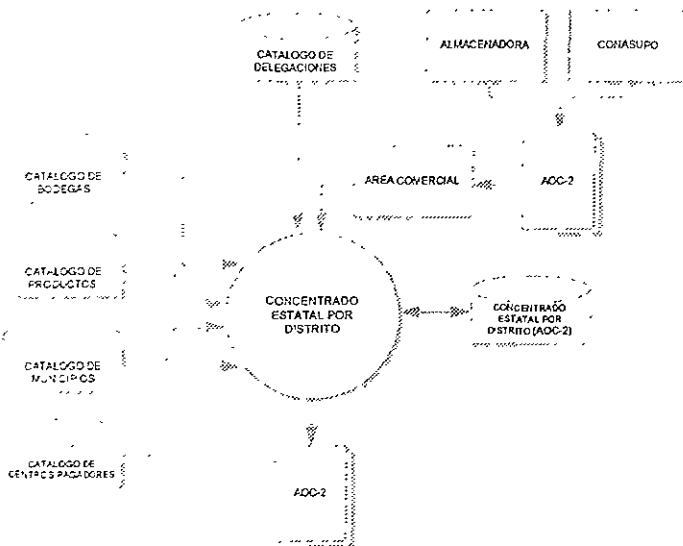 CATALOGO DE
DELEGACIONES
ALMACENADORA
CONASUPO
CATALOGO DE
BODEGAS
AREA COMERCIAL
AOC-2
CATALOGO DE
PRODUCTOS
CONCENTRADO
ESTATAL POR
DISTRITO
CONCENTRADO
ESTATAL POR
DISTRITO (AOC-2)
CATALOGO DE
MUNICIPIOS
CATALOGO DE
CENTROS PAGADORES
AOC-2